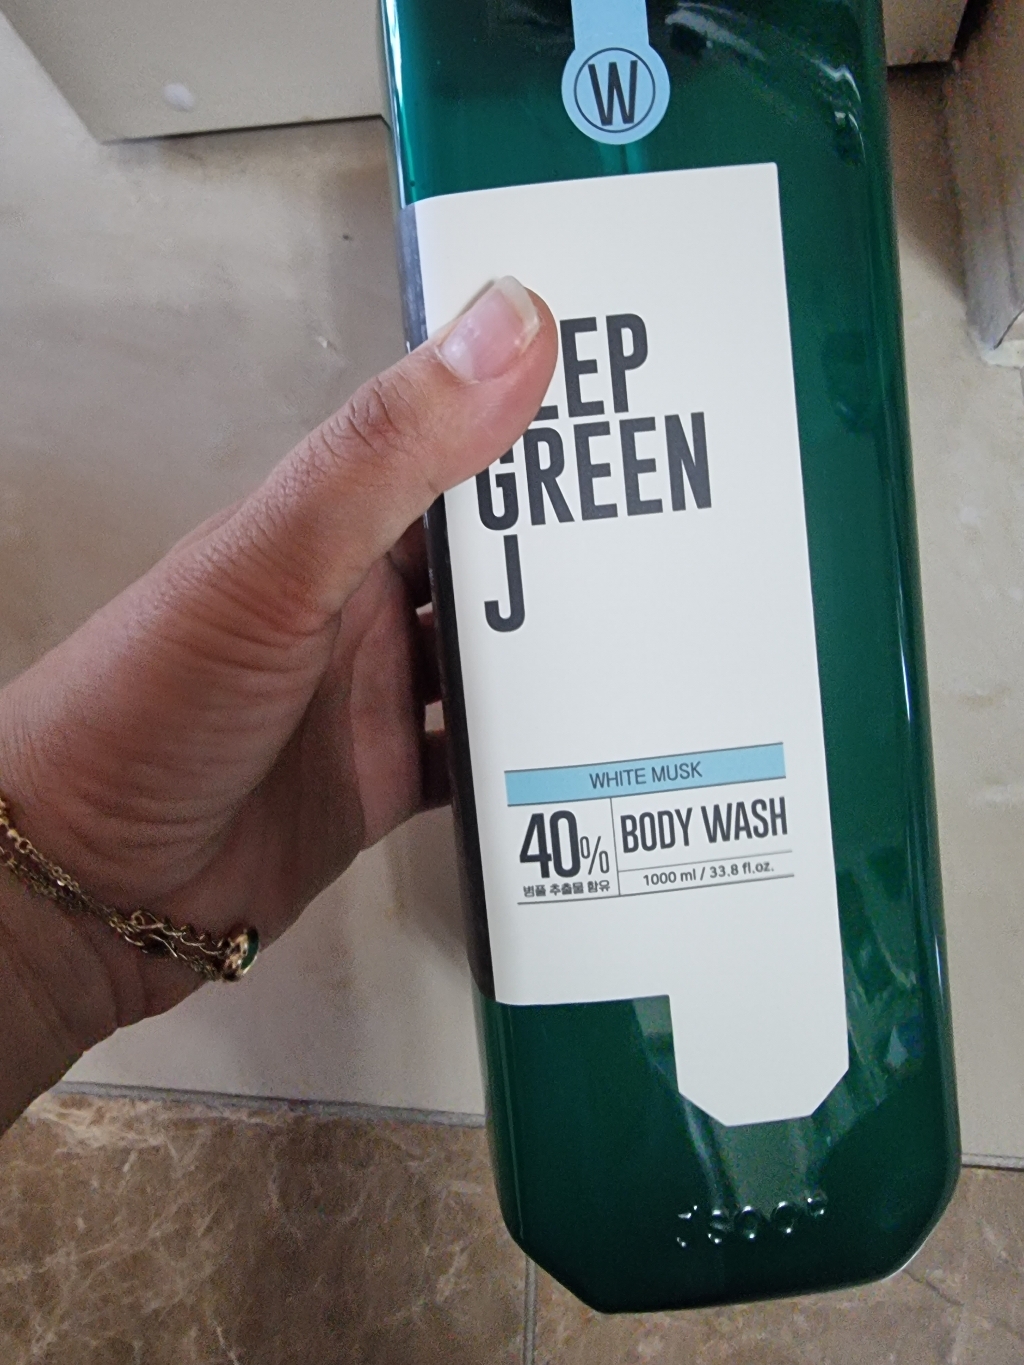 W
EEP
GREEN
J
WHITE MUSK
40%
병풀 추출물 함유
BODY WASH
1000 ml / 33.8 fl.oz.